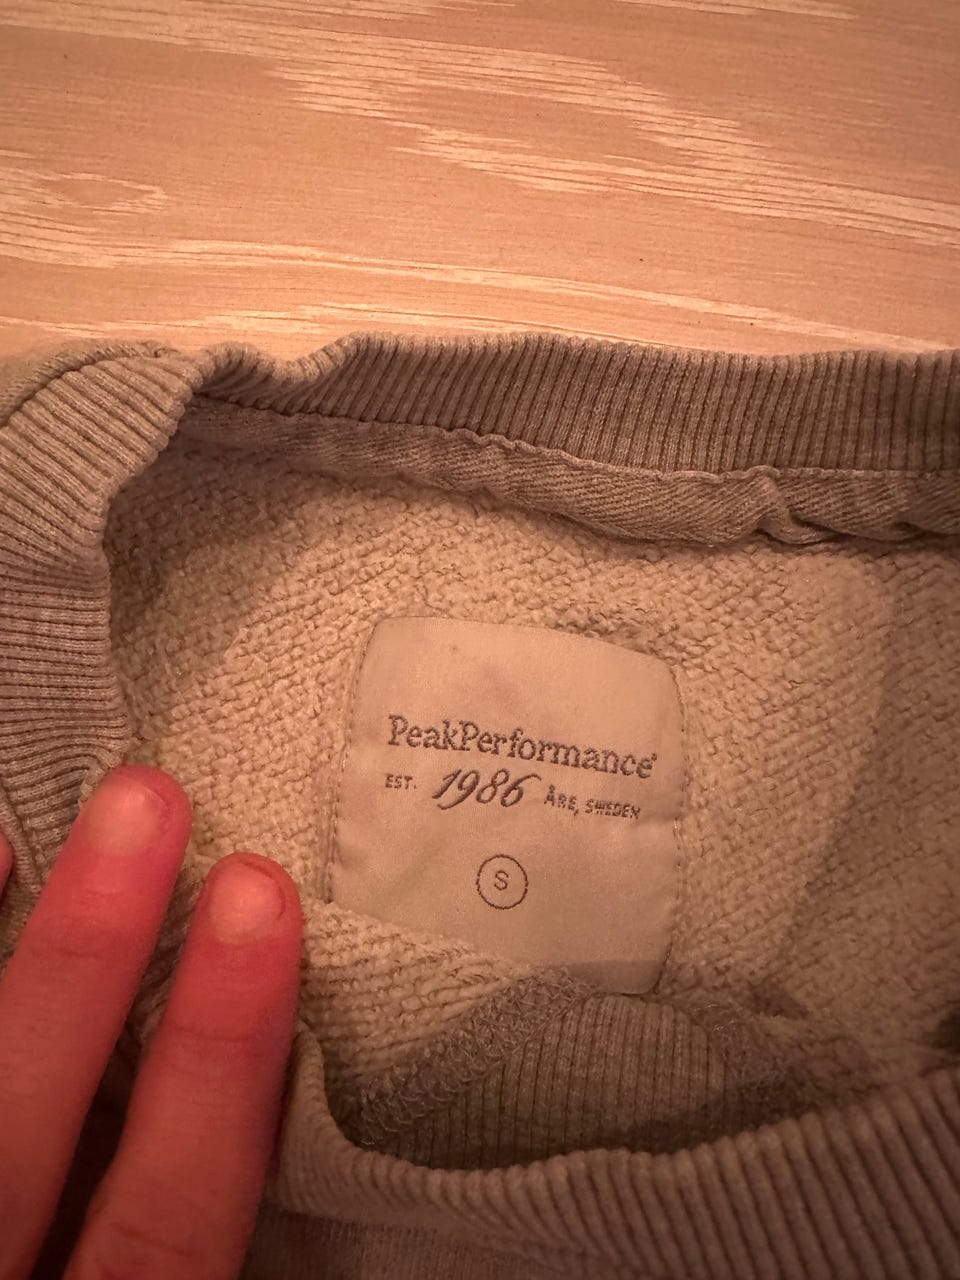 PeakPerformance®
EST. 1986 ÅRE, SWEDEN
S